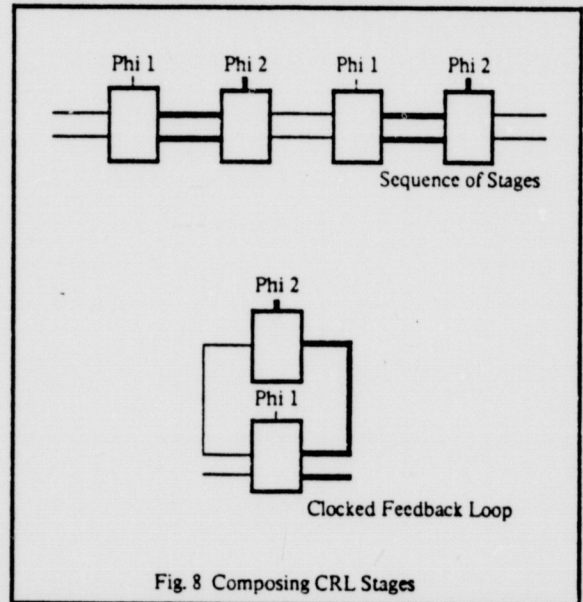 Phi 1 Phi 2 Phi 1 Phi 2
Sequence of Stages
Phi 2
Phi 1
Clocked Feedback Loop
Fig. 8 Composing CRL Stages